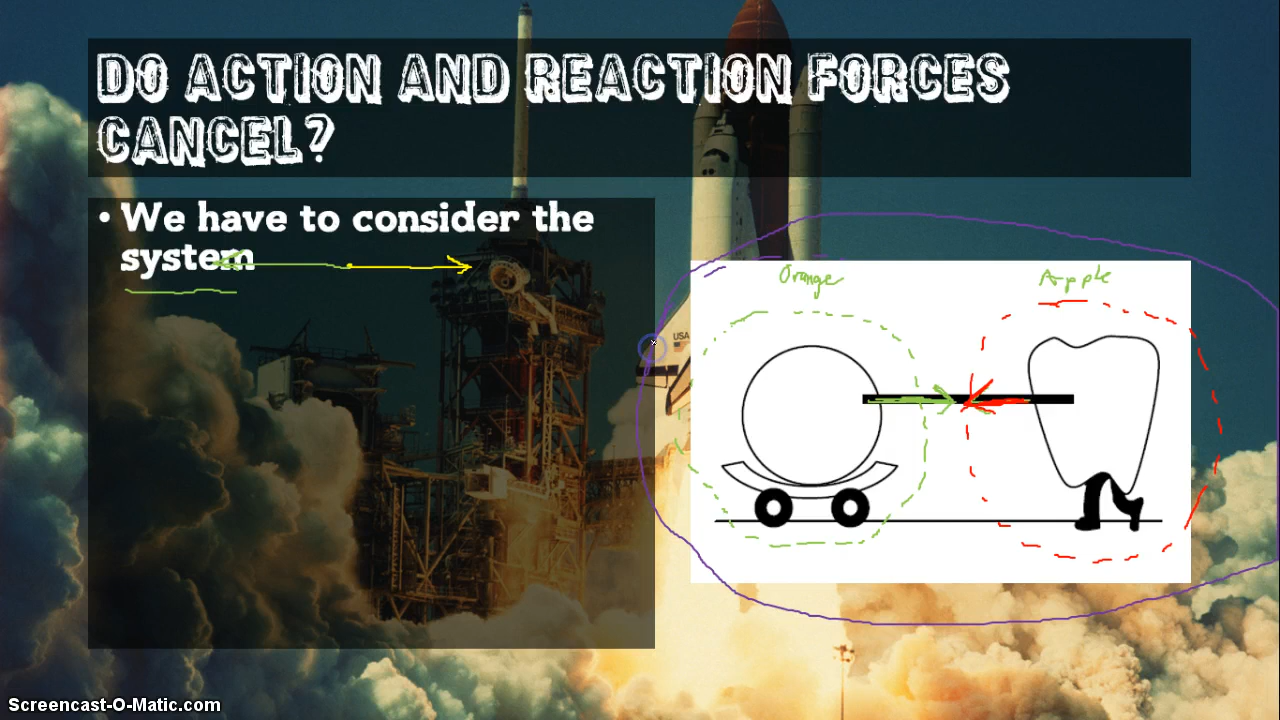 DO ACTION AND REACTION FORCES
CANCEL?
• We have to consider the
system
Orange
Apple
USA
Screencast-O-Matic.com